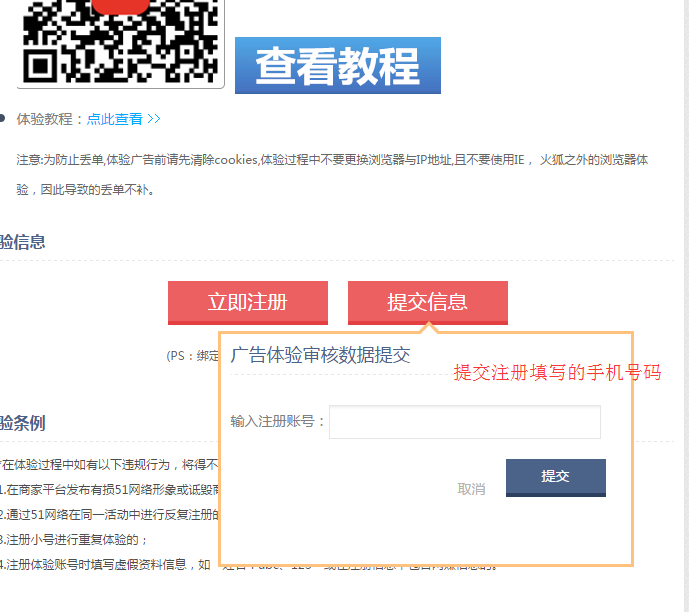 查看教程
体验教程：点此查看 >>
注意:为防止丢单,体验广告前请先清除cookies,体验过程中不要更换浏览器与IP地址,且不要使用IE ，火狐之外的浏览器体
验，因此导致的丢单不补。
验信息
立即注册 提交信息
(PS：绑定
广告体验审核数据提交
提交注册填写的手机号码
输入注册账号：
取消 提交
验条例
在体验过程中如有以下违规行为，将得不
1.在商家平台发布有损51网络形象或诋毁商
2.通过51网络在同一活动中进行反复注册的
3.注册小号进行重复体验的；
4.注册体验账号时填写虚假资料信息，如